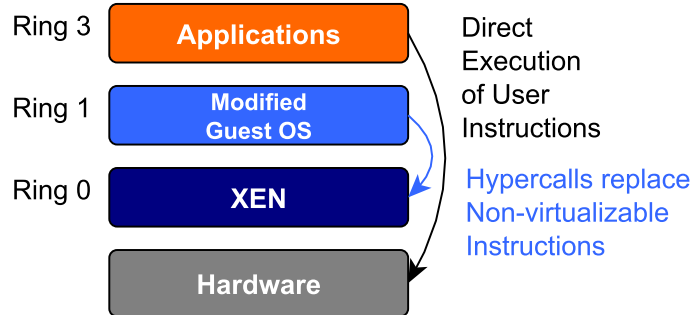 Ring 3
Applications
Direct
Execution
of User
Instructions
Ring 1
Modified
Guest OS
Ring 0
XEN
Hypercalls replace
Non-virtualizable
Instructions
Hardware